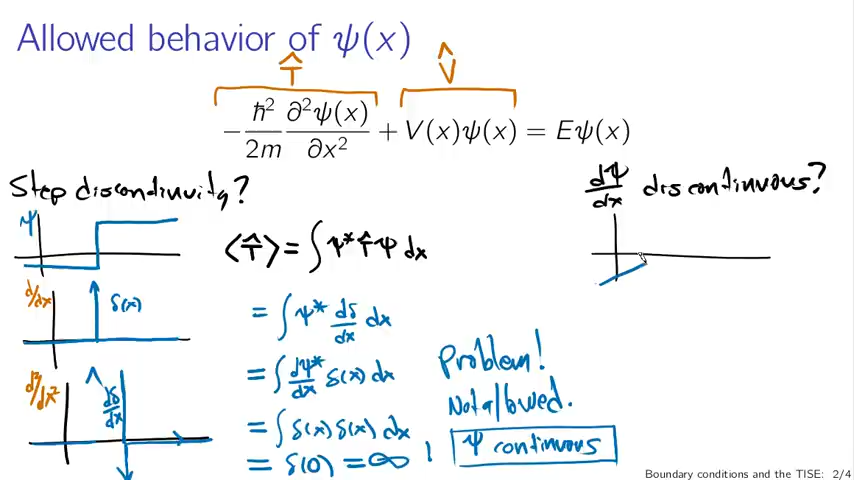 Allowed behavior of ψ(x)
T̂ V̂
−ħ²/2m ∂²ψ(x)/∂x² + V(x)ψ(x) = Eψ(x)
Step discontinuity?
dΨ/dx discontinuous?
Ψ
⟨T̂⟩ = ∫ Ψ* T̂ Ψ dx
d/dx
δ(x)
= ∫ Ψ* dδ/dx dx
d²/dx²
dδ/dx
= ∫ dΨ*/dx δ(x) dx
= ∫ δ(x) δ(x) dx
= δ(0) = ∞ !
Problem!
Not allowed.
Ψ continuous
Boundary conditions and the TISE: 2/4